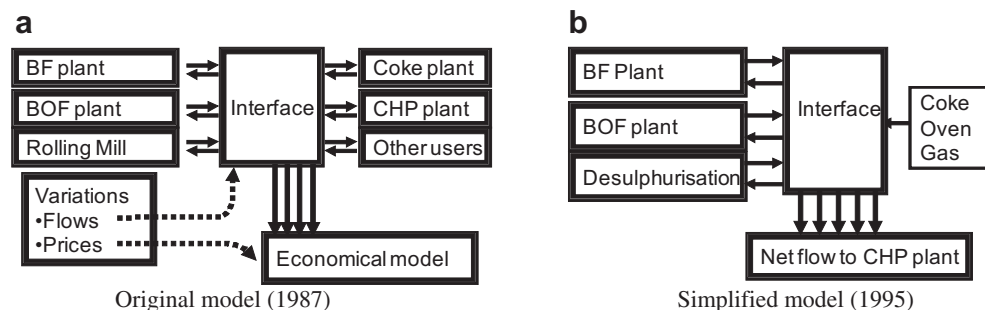 a
BF plant
BOF plant
Rolling Mill
Interface
Coke plant
CHP plant
Other users
Variations
•Flows
•Prices
Economical model
Original model (1987)
b
BF Plant
BOF plant
Desulphurisation
Interface
Coke
Oven
Gas
Net flow to CHP plant
Simplified model (1995)